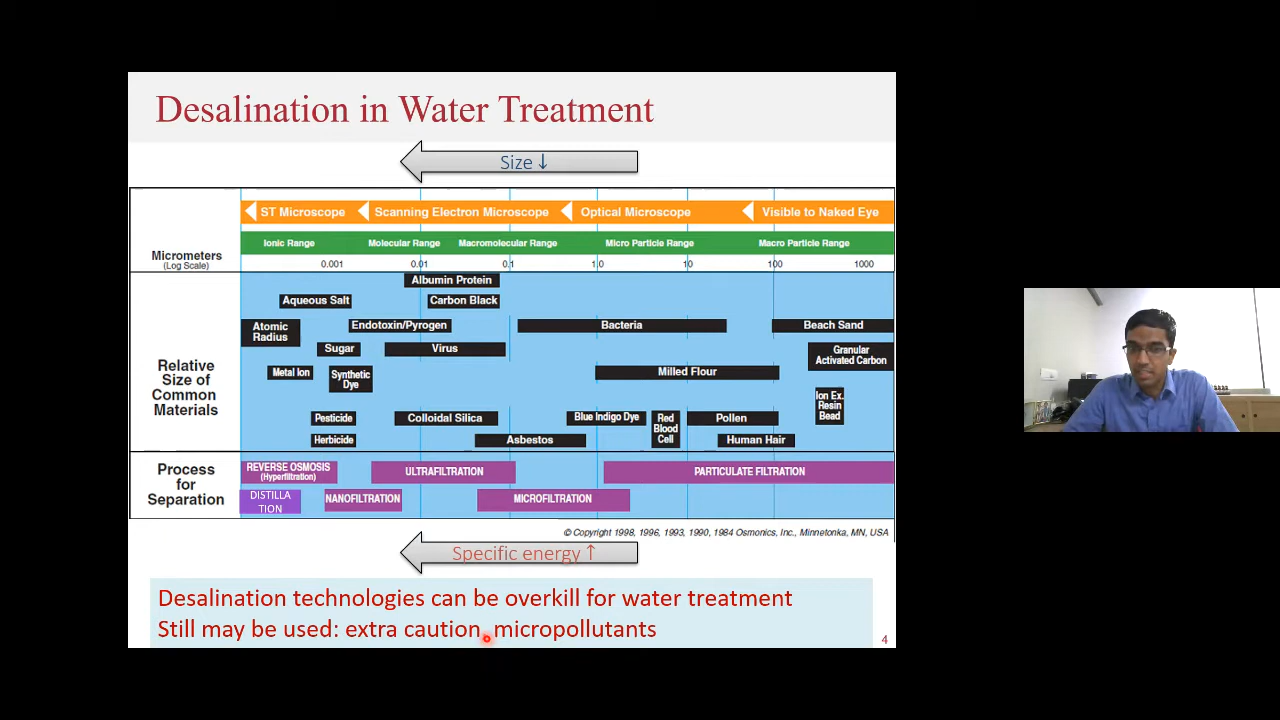 Desalination in Water Treatment
Size ↓
ST Microscope Scanning Electron Microscope Optical Microscope Visible to Naked Eye
Ionic Range Molecular Range Macromolecular Range Micro Particle Range Macro Particle Range
Micrometers
(Log Scale)
0.001 0.01 0.1 1.0 10 100 1000
Relative
Size of
Common
Materials
Albumin Protein
Aqueous Salt
Carbon Black
Atomic
Radius
Endotoxin/Pyrogen
Bacteria
Beach Sand
Sugar
Virus
Granular
Activated Carbon
Metal Ion
Synthetic
Dye
Milled Flour
Ion Ex.
Resin
Bead
Pesticide
Colloidal Silica
Blue Indigo Dye
Red
Blood
Cell
Pollen
Herbicide
Asbestos
Human Hair
Process
for
Separation
REVERSE OSMOSIS
(Hyperfiltration)
ULTRAFILTRATION
PARTICULATE FILTRATION
DISTILLA
TION
NANOFILTRATION
MICROFILTRATION
© Copyright 1998, 1996, 1993, 1990, 1984 Osmonics, Inc., Minnetonka, MN, USA
Specific energy ↑
Desalination technologies can be overkill for water treatment
Still may be used: extra caution, micropollutants
4